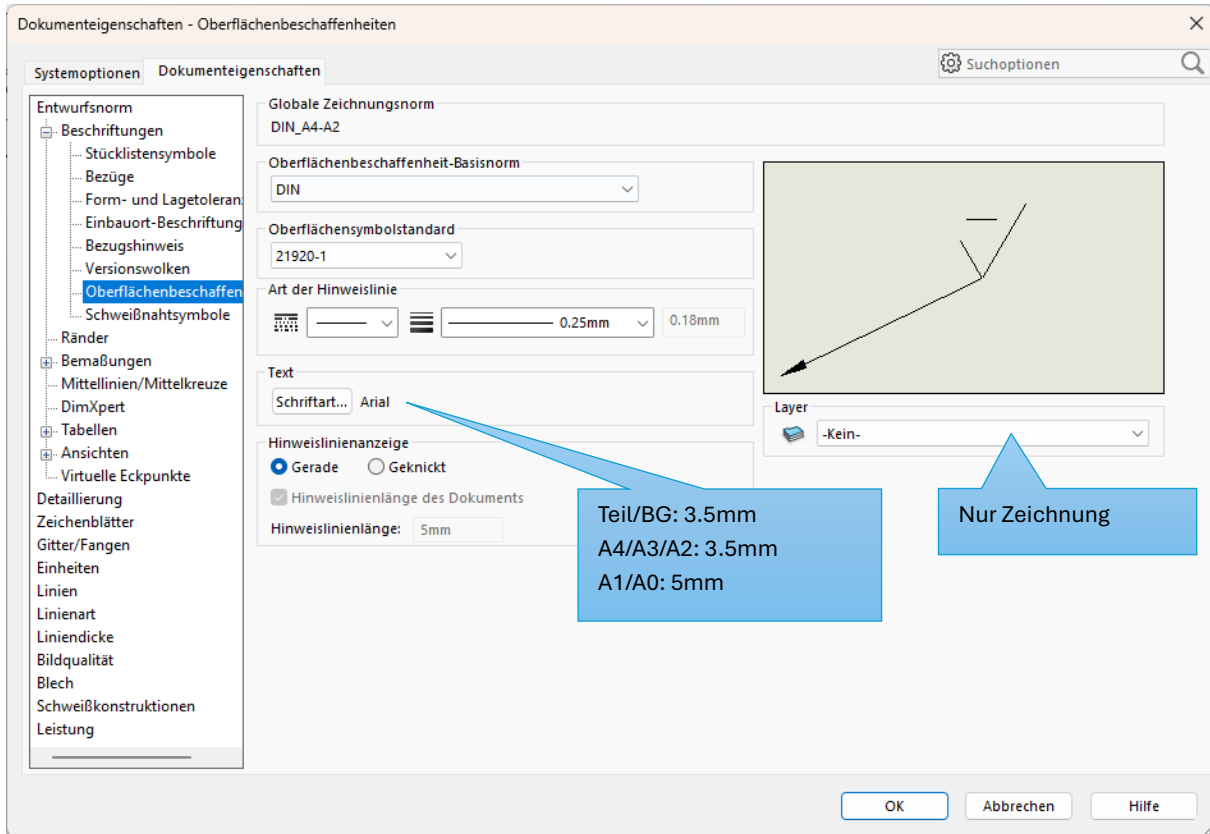 Dokumenteigenschaften - Oberflächenbeschaffenheiten
Systemoptionen Dokumenteigenschaften
Suchoptionen
Entwurfsnorm
Beschriftungen
Stücklistensymbole
Bezüge
Form- und Lagetoleran
Einbauort-Beschriftung
Bezugshinweis
Versionswolken
Oberflächenbeschaffen
Schweißnahtsymbole
Ränder
Bemaßungen
Mittellinien/Mittelkreuze
DimXpert
Tabellen
Ansichten
Virtuelle Eckpunkte
Detaillierung
Zeichenblätter
Gitter/Fangen
Einheiten
Linien
Linienart
Liniendicke
Bildqualität
Blech
Schweißkonstruktionen
Leistung
Globale Zeichnungsnorm
DIN_A4-A2
Oberflächenbeschaffenheit-Basisnorm
DIN
Oberflächensymbolstandard
21920-1
Art der Hinweislinie
0.25mm 0.18mm
Text
Schriftart... Arial
Hinweislinienanzeige
Gerade Geknickt
Hinweislinienlänge des Dokuments
Hinweislinienlänge: 5mm
Layer
-Kein-
Teil/BG: 3.5mm
A4/A3/A2: 3.5mm
A1/A0: 5mm
Nur Zeichnung
OK Abbrechen Hilfe